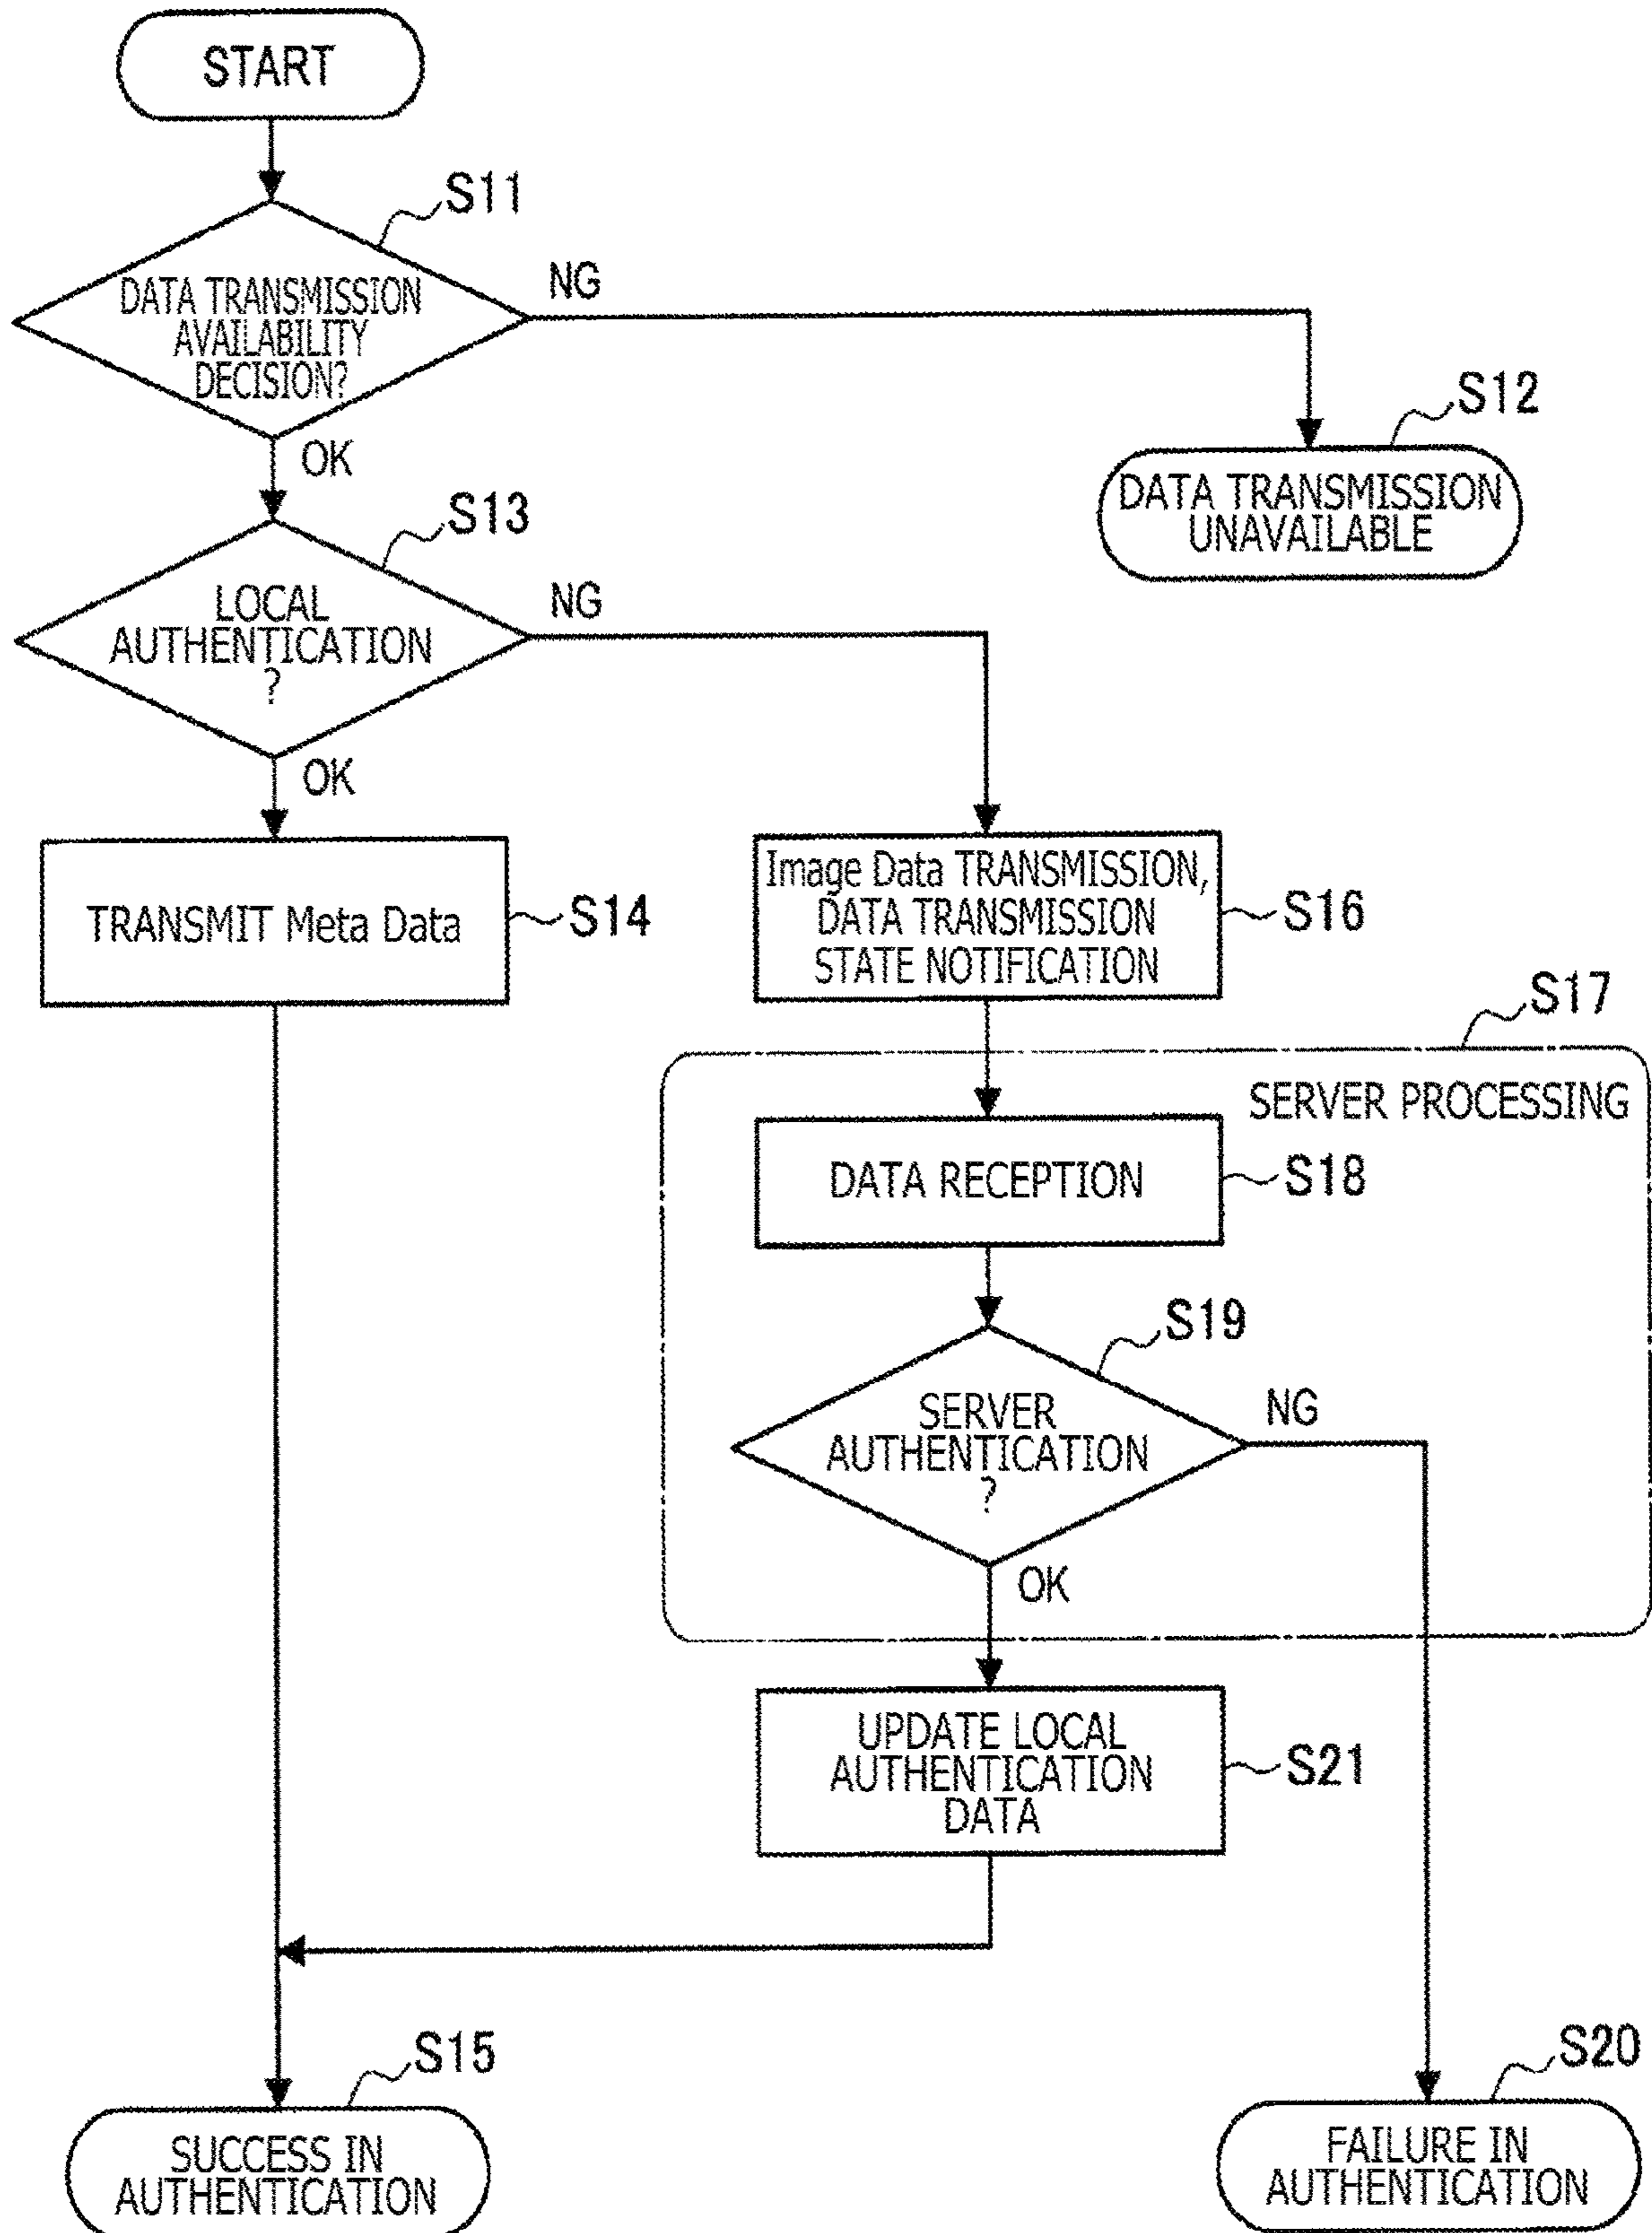 START
S11
DATA TRANSMISSION
AVAILABILITY
DECISION?
NG
OK
S12
DATA TRANSMISSION
UNAVAILABLE
S13
LOCAL
AUTHENTICATION
?
NG
OK
TRANSMIT Meta Data
S14
Image Data TRANSMISSION,
DATA TRANSMISSION
STATE NOTIFICATION
S16
S17
SERVER PROCESSING
DATA RECEPTION
S18
S19
SERVER
AUTHENTICATION
?
NG
OK
UPDATE LOCAL
AUTHENTICATION
DATA
S21
S15
SUCCESS IN
AUTHENTICATION
S20
FAILURE IN
AUTHENTICATION